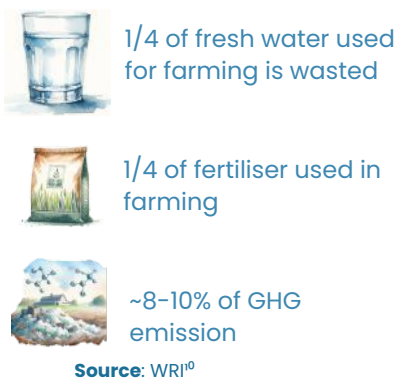 1/4 of fresh water used
for farming is wasted
1/4 of fertiliser used in
farming
~8-10% of GHG
emission
Source: WRI¹⁰